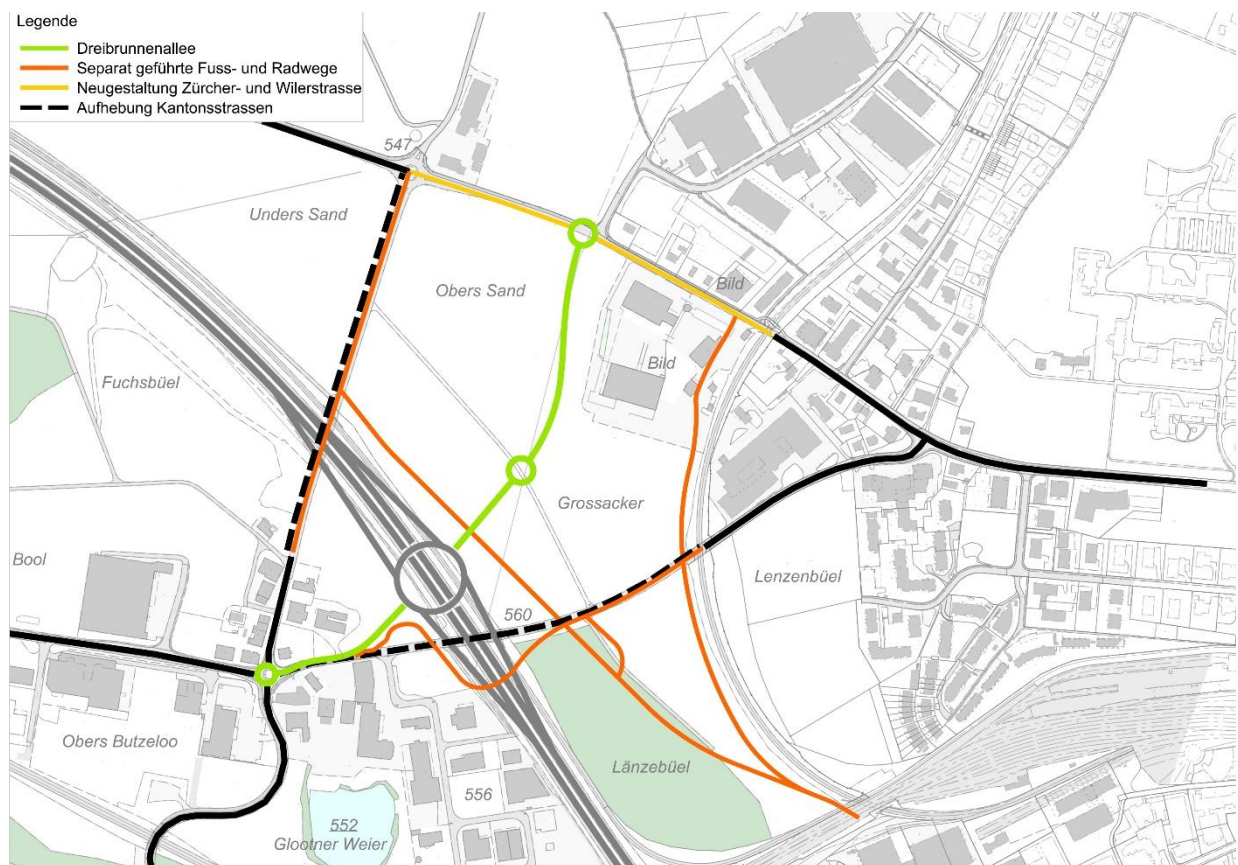 Legende
Dreibrunnenallee
Separat geführte Fuss- und Radwege
Neugestaltung Zürcher- und Wilerstrasse
Aufhebung Kantonsstrassen
547
Unders Sand
Obers Sand
Bild
Bild
Fuchsbüel
Grossacker
Bool
Lenzenbüel
560
Obers Butzeloo
Länzebüel
556
552
Glootner Weier